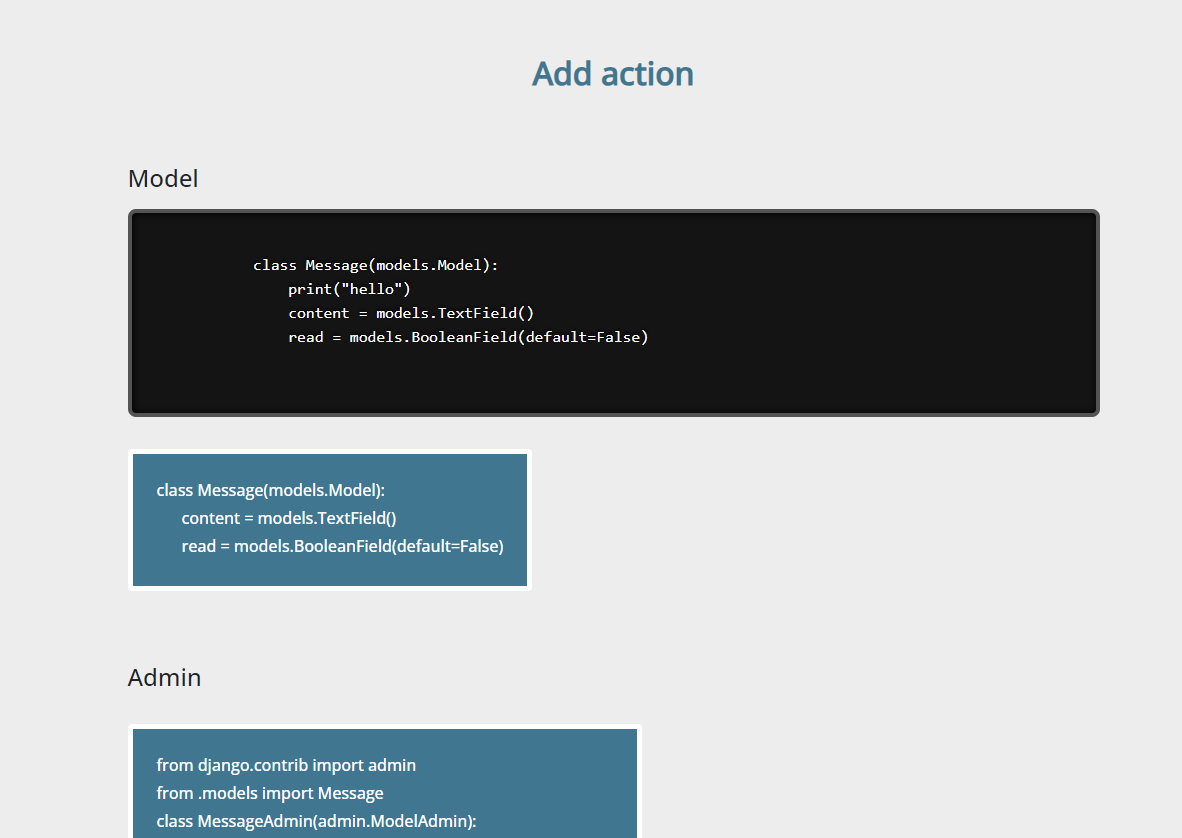 Add action
Model
class Message(models.Model):
    print("hello")
    content = models.TextField()
    read = models.BooleanField(default=False)
class Message(models.Model):
    content = models.TextField()
    read = models.BooleanField(default=False)
Admin
from django.contrib import admin
from .models import Message
class MessageAdmin(admin.ModelAdmin):